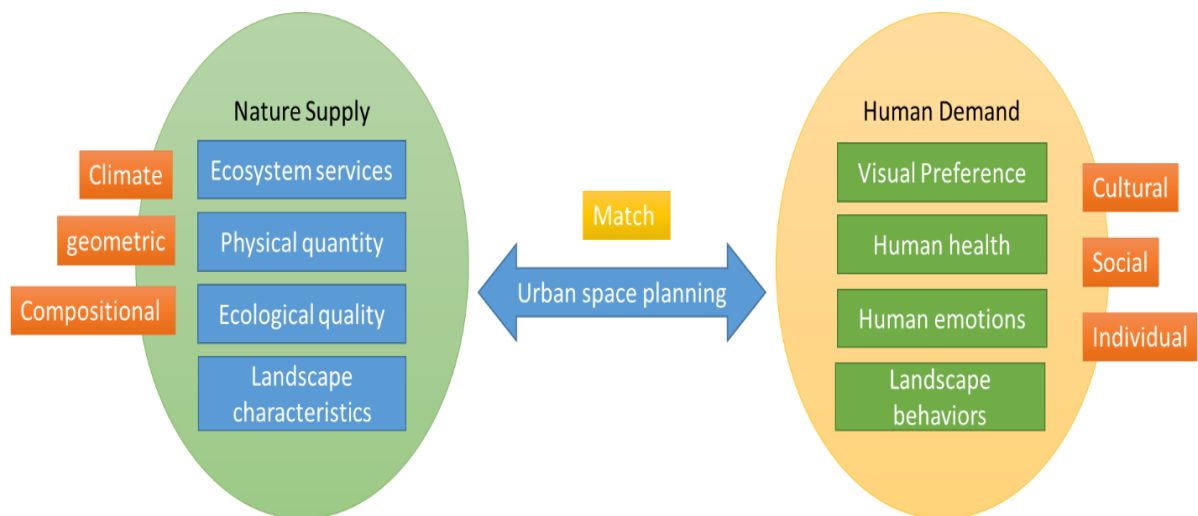 Nature Supply
Climate
geometric
Compositional
Ecosystem services
Physical quantity
Ecological quality
Landscape
characteristics
Match
Urban space planning
Human Demand
Visual Preference
Human health
Human emotions
Landscape
behaviors
Cultural
Social
Individual